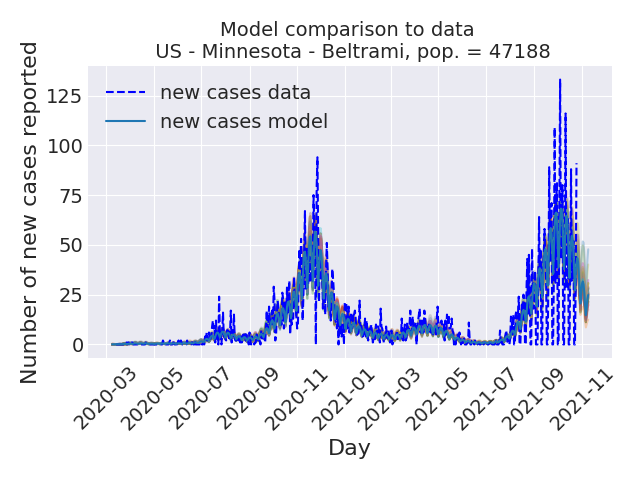 Model comparison to data
US - Minnesota - Beltrami, pop. = 47188
Number of new cases reported
125
100
75
50
25
0
new cases data
new cases model
2020-03
2020-05
2020-07
2020-09
2020-11
2021-01
2021-03
2021-05
2021-07
2021-09
2021-11
Day